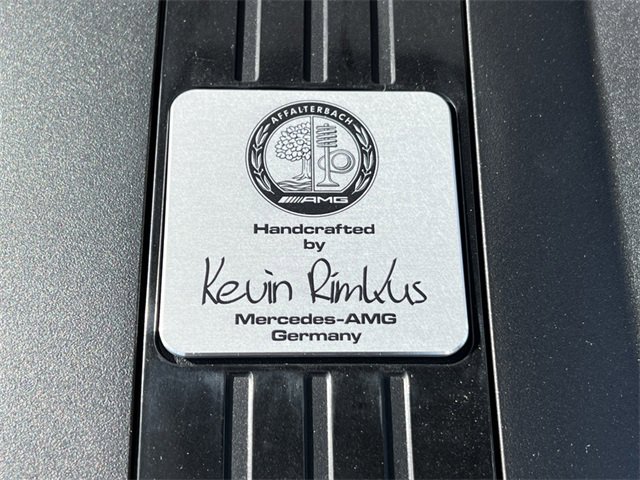 AFFALTERBACH
AMG
Handcrafted
by
Kevin Rimkus
Mercedes-AMG
Germany